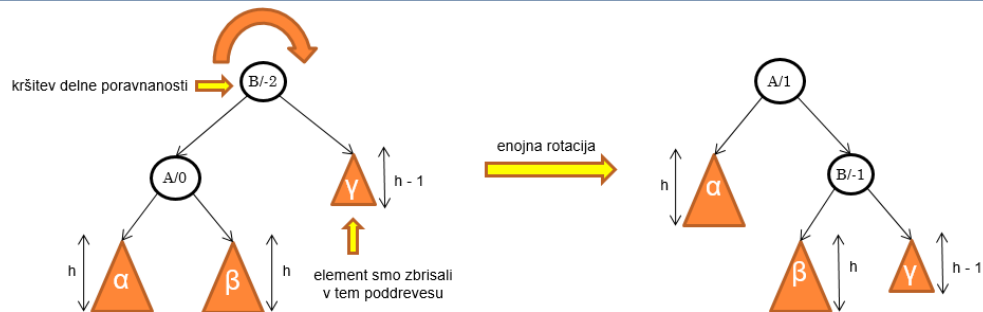 kršitev delne poravnanosti
B/-2
A/0
γ
h - 1
h
α
β
h
element smo zbrisali
v tem poddrevesu
enojna rotacija
A/1
h
α
B/-1
β
h
γ
h - 1